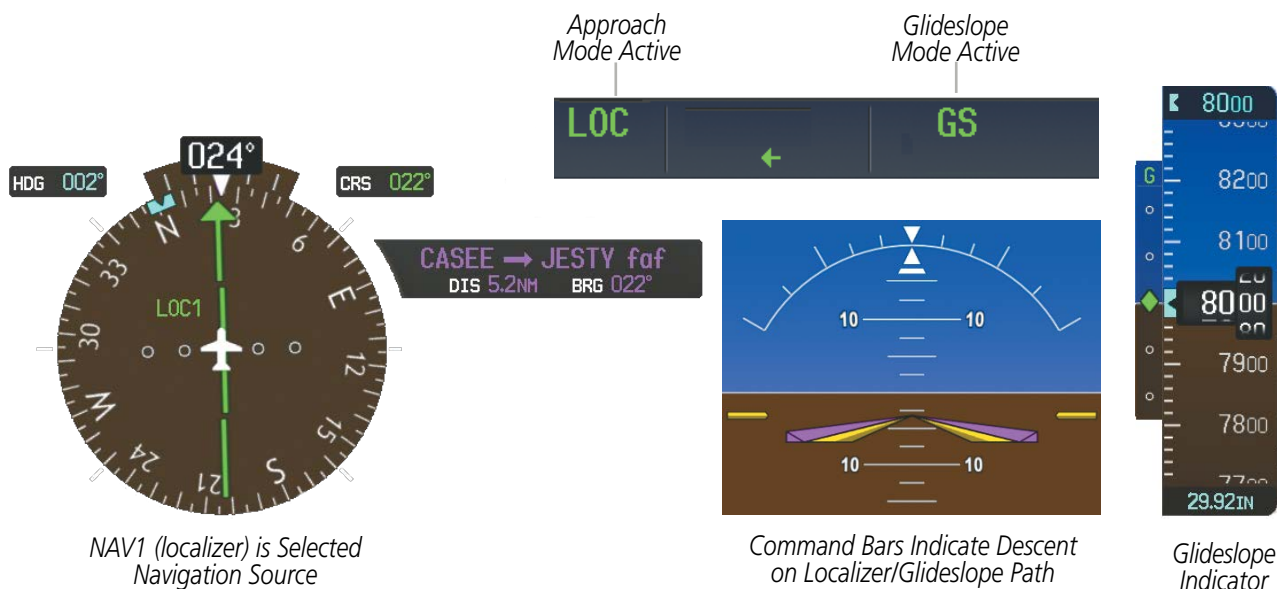 Approach
Mode Active
Glideslope
Mode Active
LOC
GS
024°
HDG 002°
CRS 022°
N
3
6
E
12
15
S
21
24
W
30
33
LOC1
CASEE → JESTY faf
DIS 5.2NM BRG 022°
10 10
10 10
8000
G
8200
8100
8000
20
80
7900
7800
29.92IN
NAV1 (localizer) is Selected
Navigation Source
Command Bars Indicate Descent
on Localizer/Glideslope Path
Glideslope
Indicator